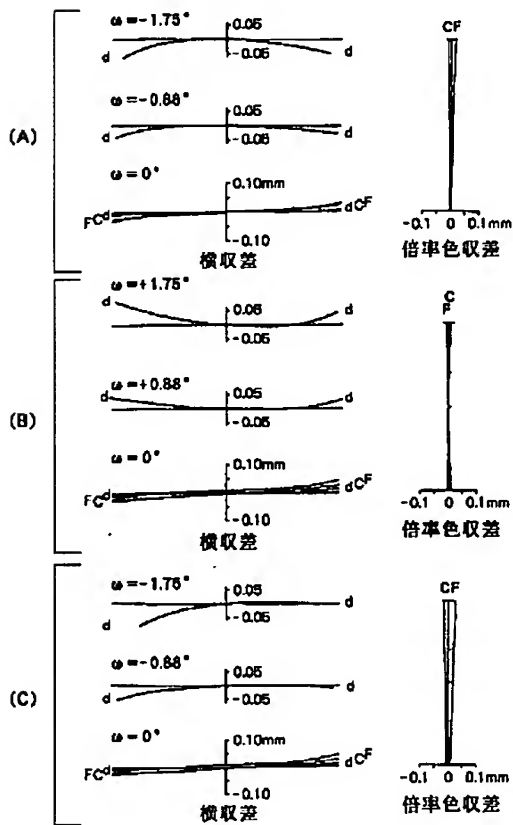 (A)
ω=-1.75°
0.05
-0.05
d
d
ω=-0.88°
0.05
-0.06
d
d
ω=0°
0.10mm
-0.10
FCd
dCF
横収差
CF
-0.1 0 0.1mm
倍率色収差
(B)
ω=+1.75°
0.06
-0.05
d
d
ω=+0.88°
0.05
-0.05
d
d
ω=0°
0.10mm
-0.10
FCd
dCF
横収差
C
F
-0.1 0 0.1mm
倍率色収差
(C)
ω=-1.76°
0.05
-0.05
d
d
ω=-0.88°
0.05
-0.05
d
d
ω=0°
0.10mm
-0.10
FCd
dCF
横収差
CF
-0.1 0 0.1mm
倍率色収差